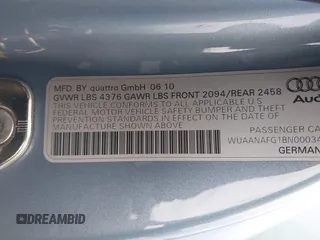 MFD. BY quattro GmbH 06 10
GVWR LBS 4376 GAWR LBS FRONT 2094/REAR 2458
THIS VEHICLE CONFORMS TO ALL APPLICABLE U.S.
FEDERAL MOTOR VEHICLE SAFETY, BUMPER, AND
THEFT PREVENTION STANDARDS IN EFFECT ON THE
DATE OF MANUFACTURE SHOWN ABOVE.
Aud
PASSENGER CA
WUAANAFG1BN00034
GERMAN
DREAMBID